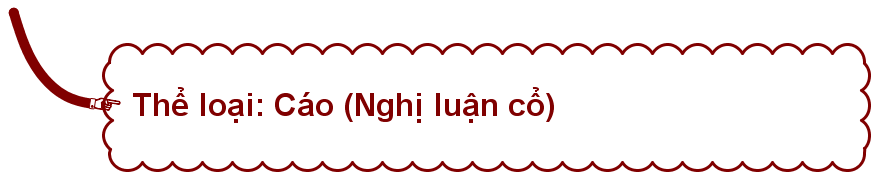 Thể loại: Cáo (Nghị luận cổ)